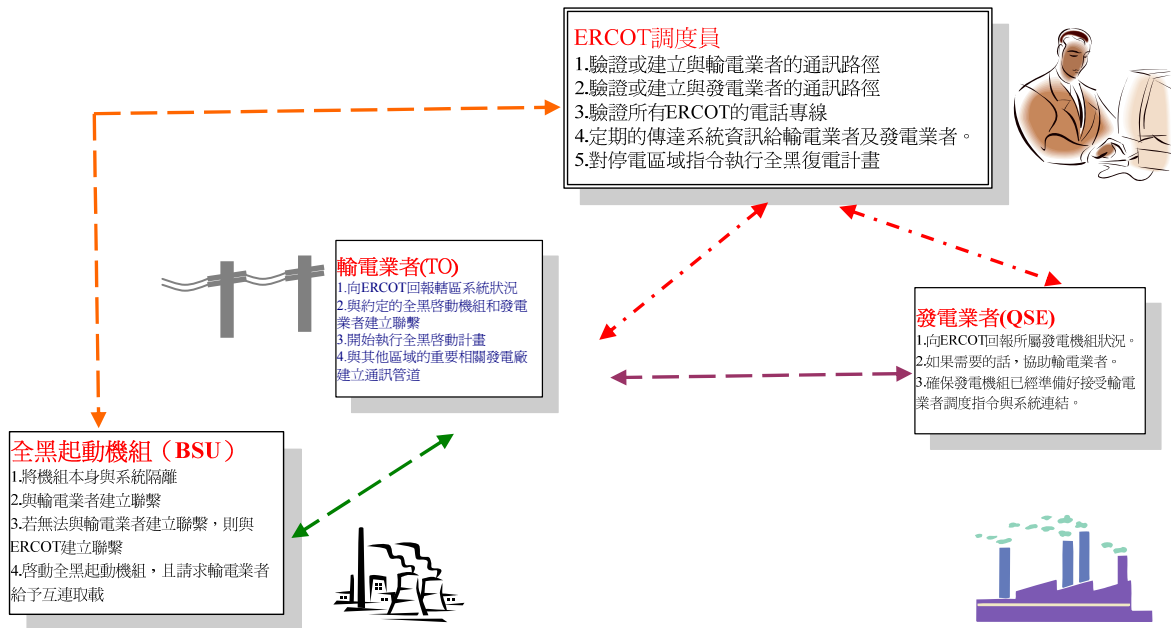 ERCOT調度員
1.驗證或建立與輸電業者的通訊路徑
2.驗證或建立與發電業者的通訊路徑
3.驗證所有ERCOT的電話專線
4.定期的傳達系統資訊給輸電業者及發電業者。
5.對停電區域指令執行全黑復電計畫
輸電業者(TO)
1.向ERCOT回報轄區系統狀況
2.與約定的全黑啓動機組和發電
業者建立聯繫
3.開始執行全黑啓動計畫
4.與其他區域的重要相關發電廠
建立通訊管道
發電業者(QSE)
1.向ERCOT回報所屬發電機組狀況。
2.如果需要的話，協助輸電業者。
3.確保發電機組已經準備好接受輸電
業者調度指令與系統連結。
全黑起動機組（BSU）
1.將機組本身與系統隔離
2.與輸電業者建立聯繫
3.若無法與輸電業者建立聯繫，則與
ERCOT建立聯繫
4.啓動全黑起動機組，且請求輸電業者
給予互連取載